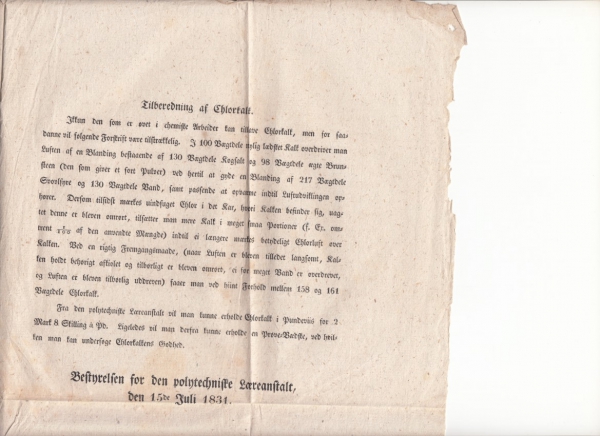 Tilberedning af Chlorkalk.
Ikkun den som er øvet i chemiske Arbeider kan tillave Chlorkalk, men for saa-
danne vil følgende Forskrift være tilstrækkelig. I 100 Vægtdele nylig lædsket Kalk overdriver man
Luften af en Blanding bestaaende af 130 Vægtdele Kogsalt og 98 Vægtdele ægte Brun-
steen (den som giver et sort Pulver) ved hertil at gyde en Blanding af 217 Vægtdele
Svovlsyre og 130 Vægtdele Vand, samt passende at opvarme indtil Luftudviklingen op-
hører. Dersom tilsidst mærkes uindsuget Chlor i det Kar, hvori Kalken befinder sig, uag-
tet denne er bleven omrørt, tilsætter man mere Kalk i meget smaa Portioner (f. Ex. om-
trent af den anvendte Mængde) indtil ei længere mærkes betydeligt Chlorluft over
Kalken. Ved en rigtig Fremgangsmaade, (naar Luften er bleven tilledet langsomt, Kal-
ken holdt behørigt afkiølet og tilbørligt er bleven omrørt, ei for meget Vand er overdrevet,
og Luften er bleven tilbørlig uddreven) faaer man ved hiint Forhold mellem 158 og 161
Vægtdele Chlorkalk.
Fra den polytechniske Læreanstalt vil man kunne erholde Chlorkalk i Pundeviis for 2
Mark 8 Skilling à Pd. Ligeledes vil man derfra kunne erholde en Prøve-Vædske, ved hvil-
ken man kan undersøge Chlorkalkens Godhed.
Bestyrelsen for den polytechniske Læreanstalt,
den 15de Juli 1831.